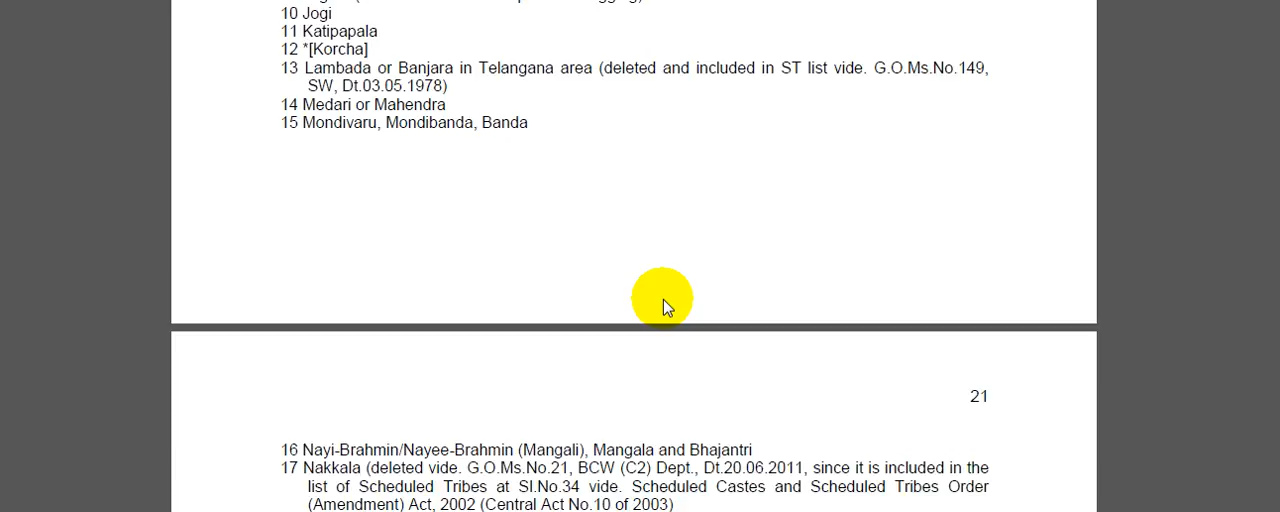 10 Jogi
11 Katipapala
12 *[Korcha]
13 Lambada or Banjara in Telangana area (deleted and included in ST list vide. G.O.Ms.No.149,
SW, Dt.03.05.1978)
14 Medari or Mahendra
15 Mondivaru, Mondibanda, Banda
21
16 Nayi-Brahmin/Nayee-Brahmin (Mangali), Mangala and Bhajantri
17 Nakkala (deleted vide. G.O.Ms.No.21, BCW (C2) Dept., Dt.20.06.2011, since it is included in the
list of Scheduled Tribes at Sl.No.34 vide. Scheduled Castes and Scheduled Tribes Order
(Amendment) Act, 2002 (Central Act No.10 of 2003)